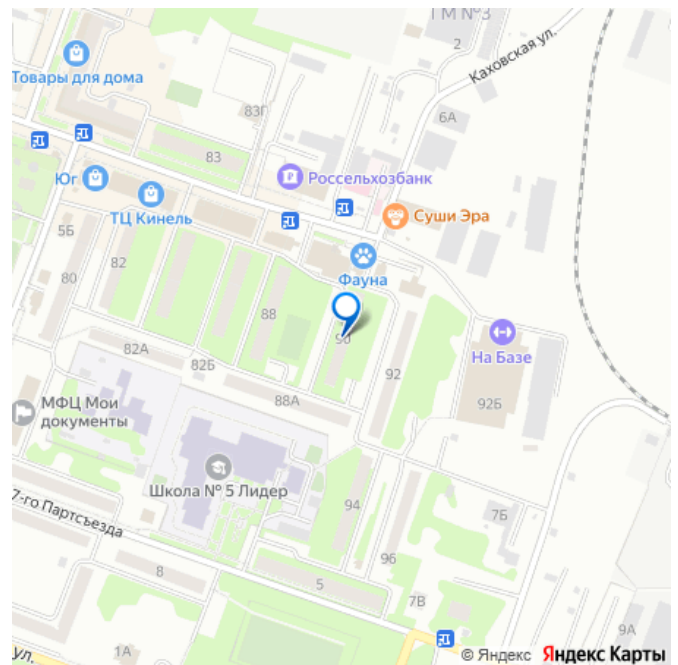 ГМ №3
2
Каховская ул.
Товары для дома
83Г
6А
83
Россельхозбанк
Юг
ТЦ Кинель
Суши Эра
5Б
82
80
Фауна
88
90
На Базе
82А
82Б
92
88А
92Б
МФЦ Мои
документы
Школа № 5 Лидер
94
7Б
7-го Партсъезда
96
8
5
7В
9А
1А
ул.
© Яндекс Яндекс Карты